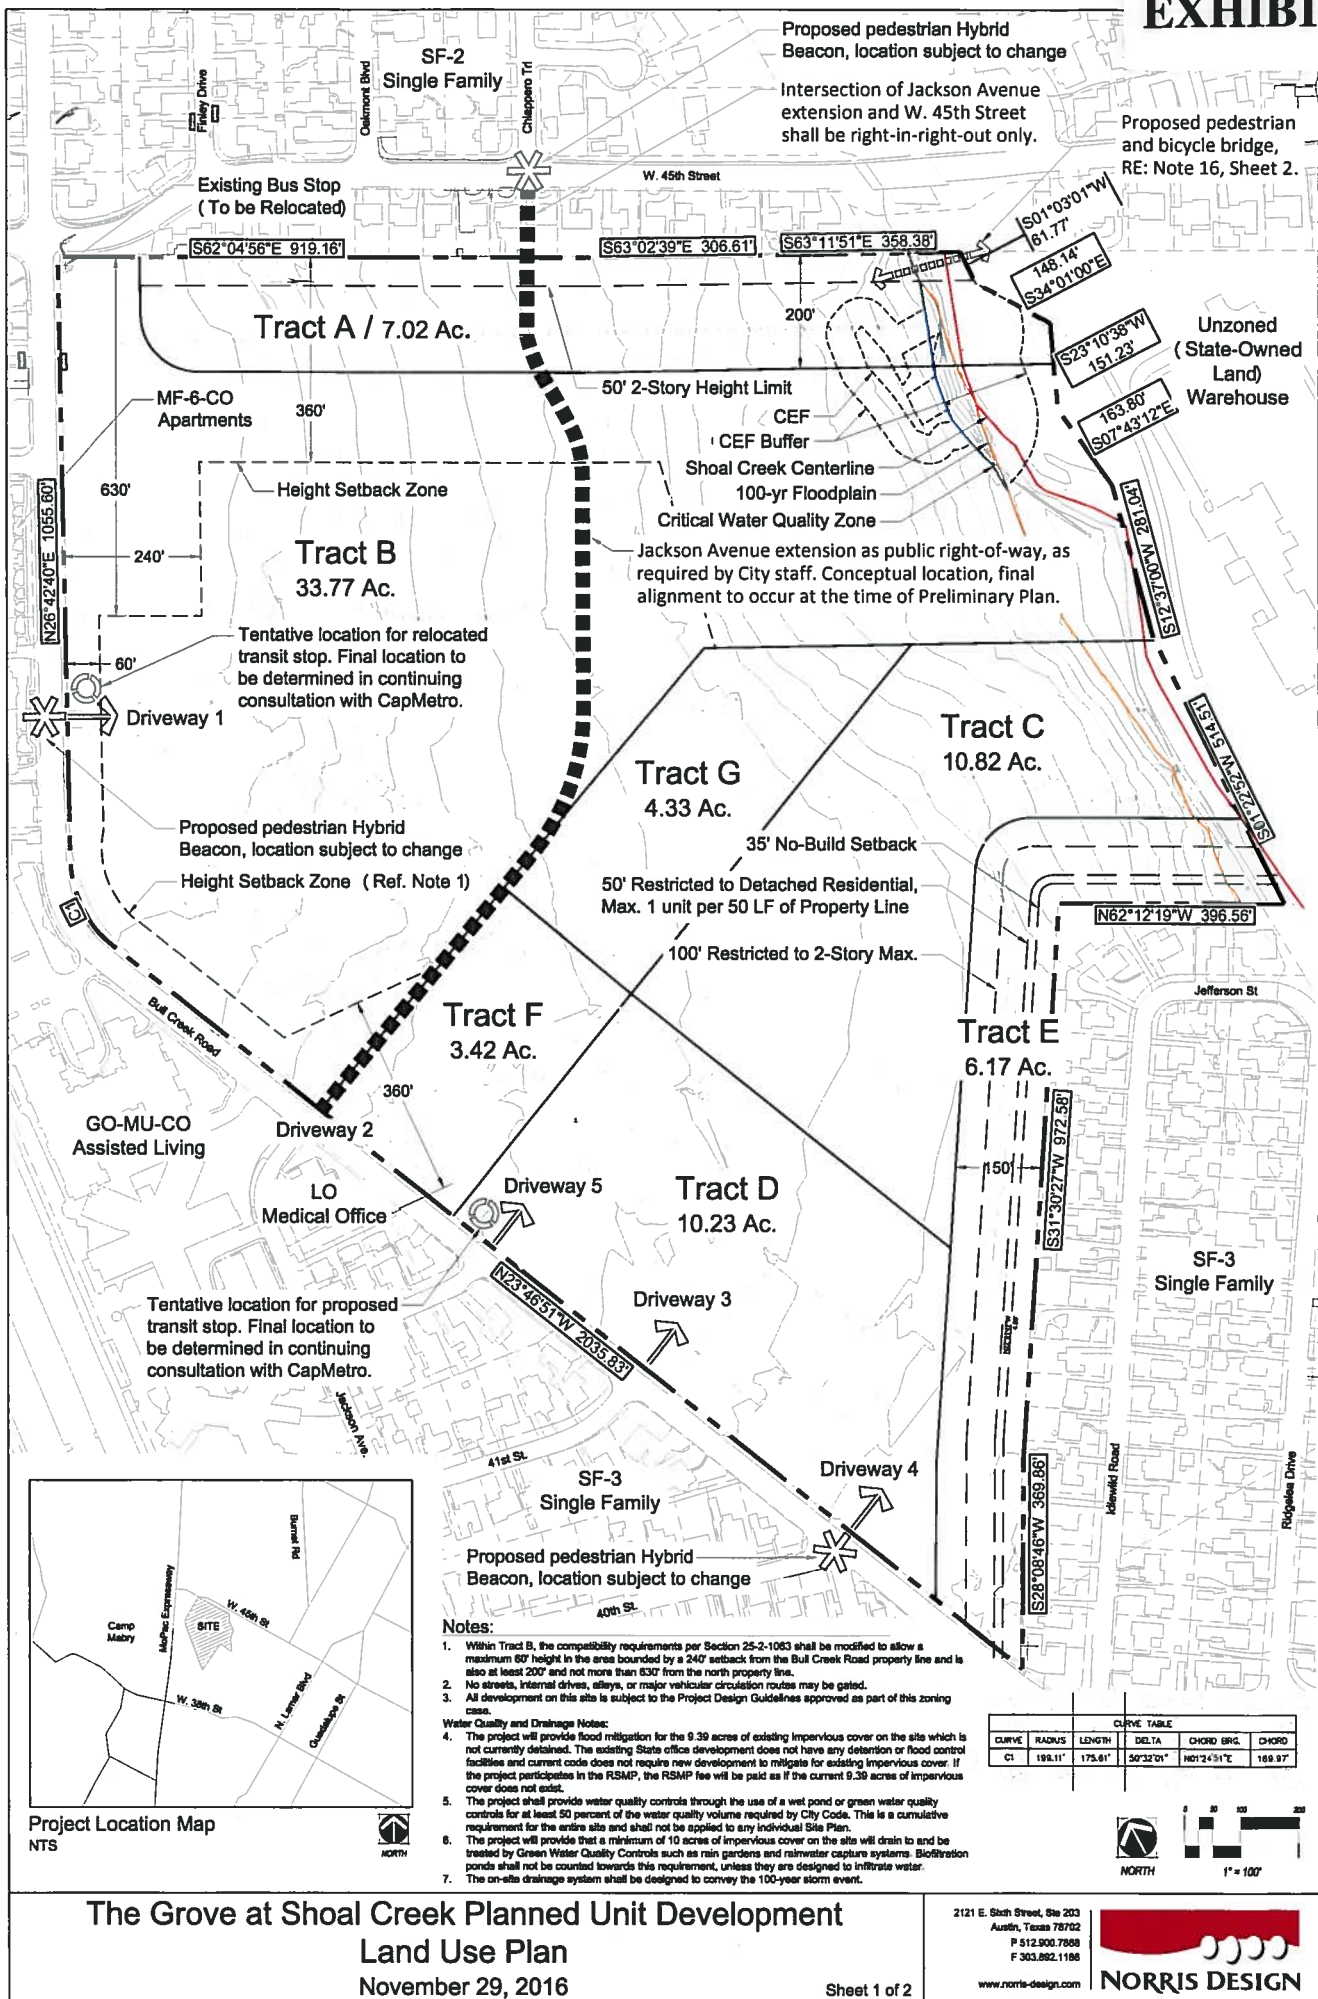 EXHIBI
SF-2
Single Family
Finley Drive
Oakmont Blvd
Chiappero Trl
Proposed pedestrian Hybrid
Beacon, location subject to change
Intersection of Jackson Avenue
extension and W. 45th Street
shall be right-in-right-out only.
Proposed pedestrian
and bicycle bridge,
RE: Note 16, Sheet 2.
W. 45th Street
Existing Bus Stop
( To be Relocated)
S62°04'56"E 919.16'
S63°02'39"E 306.61'
S63°11'51"E 358.38'
S01°03'01"W
61.77'
148.14'
S34°01'00"E
S23°10'38"W
151.23'
163.80'
S07°43'12"E
Unzoned
( State-Owned
Land)
Warehouse
Tract A / 7.02 Ac.
200'
50' 2-Story Height Limit
MF-6-CO
Apartments
360'
CEF
CEF Buffer
Shoal Creek Centerline
100-yr Floodplain
Critical Water Quality Zone
630'
Height Setback Zone
N26°42'40"E 1055.60'
240'
Tract B
33.77 Ac.
Jackson Avenue extension as public right-of-way, as
required by City staff. Conceptual location, final
alignment to occur at the time of Preliminary Plan.
S12°37'00"W 281.04'
Tentative location for relocated
transit stop. Final location to
be determined in continuing
consultation with CapMetro.
60'
Driveway 1
Tract C
10.82 Ac.
S01°22'52"W 514.51'
Tract G
4.33 Ac.
Proposed pedestrian Hybrid
Beacon, location subject to change
Height Setback Zone ( Ref. Note 1)
35' No-Build Setback
50' Restricted to Detached Residential,
Max. 1 unit per 50 LF of Property Line
100' Restricted to 2-Story Max.
C1
N62°12'19"W 396.56'
Jefferson St
Bull Creek Road
Tract F
3.42 Ac.
Tract E
6.17 Ac.
360'
GO-MU-CO
Assisted Living
Driveway 2
LO
Medical Office
Driveway 5
Tract D
10.23 Ac.
150'
S31°30'27"W 972.58'
SF-3
Single Family
N23°46'51"W 2035.83'
Driveway 3
Tentative location for proposed
transit stop. Final location to
be determined in continuing
consultation with CapMetro.
Jackson Ave.
41st St.
SF-3
Single Family
Driveway 4
S28°08'46"W 369.86'
Idlewild Road
Ridgelea Drive
Proposed pedestrian Hybrid
Beacon, location subject to change
40th St.
Burnet Rd
MoPac Expressway
Camp
Mabry
SITE
W. 45th St
W. 38th St
N. Lamar Blvd
Guadalupe St
Project Location Map
NTS
NORTH
Notes:
1. Within Tract B, the compatibility requirements per Section 25-2-1063 shall be modified to allow a
maximum 60' height in the area bounded by a 240' setback from the Bull Creek Road property line and is
also at least 200' and not more than 630' from the north property line.
2. No streets, internal drives, alleys, or major vehicular circulation routes may be gated.
3. All development on this site is subject to the Project Design Guidelines approved as part of this zoning
case.
Water Quality and Drainage Notes:
4. The project will provide flood mitigation for the 9.39 acres of existing impervious cover on the site which is
not currently detained. The existing State office development does not have any detention or flood control
facilities and current code does not require new development to mitigate for existing impervious cover. If
the project participates in the RSMP, the RSMP fee will be paid as if the current 9.39 acres of impervious
cover does not exist.
5. The project shall provide water quality controls through the use of a wet pond or green water quality
controls for at least 50 percent of the water quality volume required by City Code. This is a cumulative
requirement for the entire site and shall not be applied to any individual Site Plan.
6. The project will provide that a minimum of 10 acres of impervious cover on the site will drain to and be
treated by Green Water Quality Controls such as rain gardens and rainwater capture systems. Biofiltration
ponds shall not be counted towards this requirement, unless they are designed to infiltrate water.
7. The on-site drainage system shall be designed to convey the 100-year storm event.
CURVE TABLE
CURVE RADIUS LENGTH DELTA CHORD BRG. CHORD
C1 199.11' 175.61' 50°32'01" N01°24'51"E 169.97'
NORTH
0 50 100 200
1" = 100'
The Grove at Shoal Creek Planned Unit Development
Land Use Plan
November 29, 2016
Sheet 1 of 2
2121 E. Sixth Street, Ste 203
Austin, Texas 78702
P 512.900.7888
F 303.892.1186
www.norris-design.com
NORRIS DESIGN